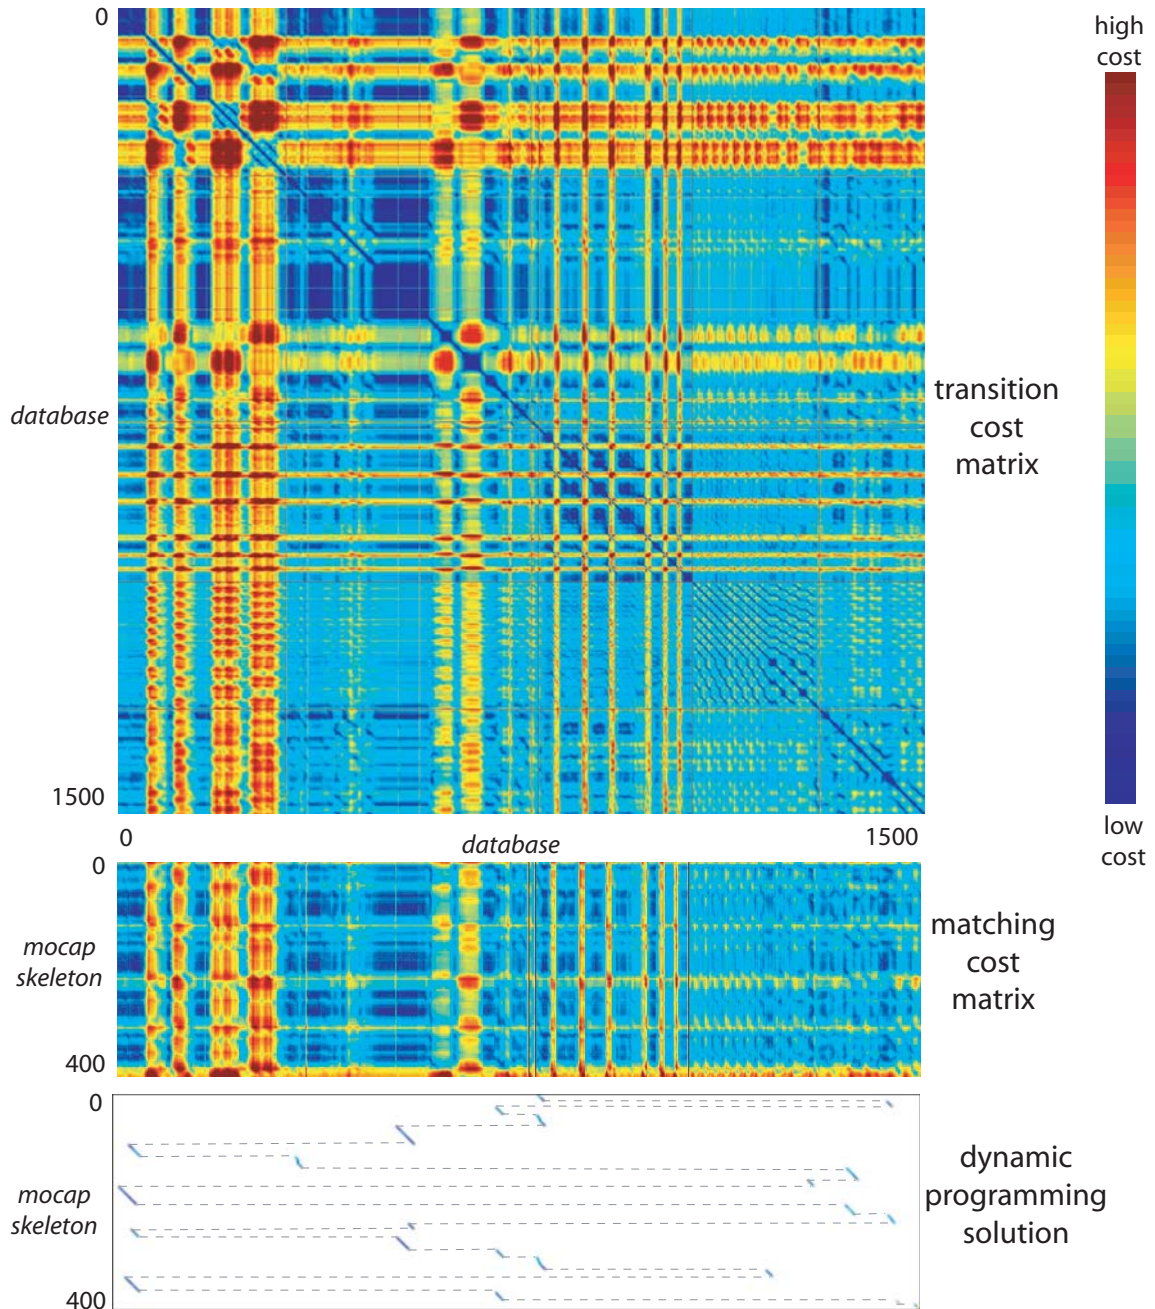 0
high
cost
database
transition
cost
matrix
1500
0
database
1500
low
cost
0
mocap
skeleton
matching
cost
matrix
400
0
mocap
skeleton
dynamic
programming
solution
400